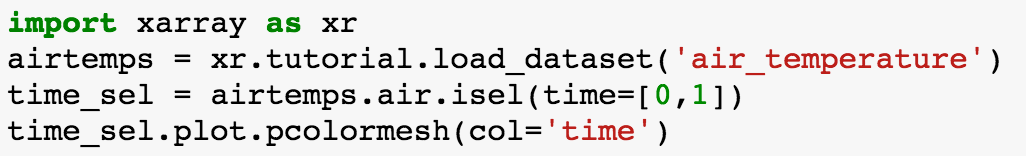 import xarray as xr
airtemps = xr.tutorial.load_dataset('air_temperature')
time_sel = airtemps.air.isel(time=[0,1])
time_sel.plot.pcolormesh(col='time')